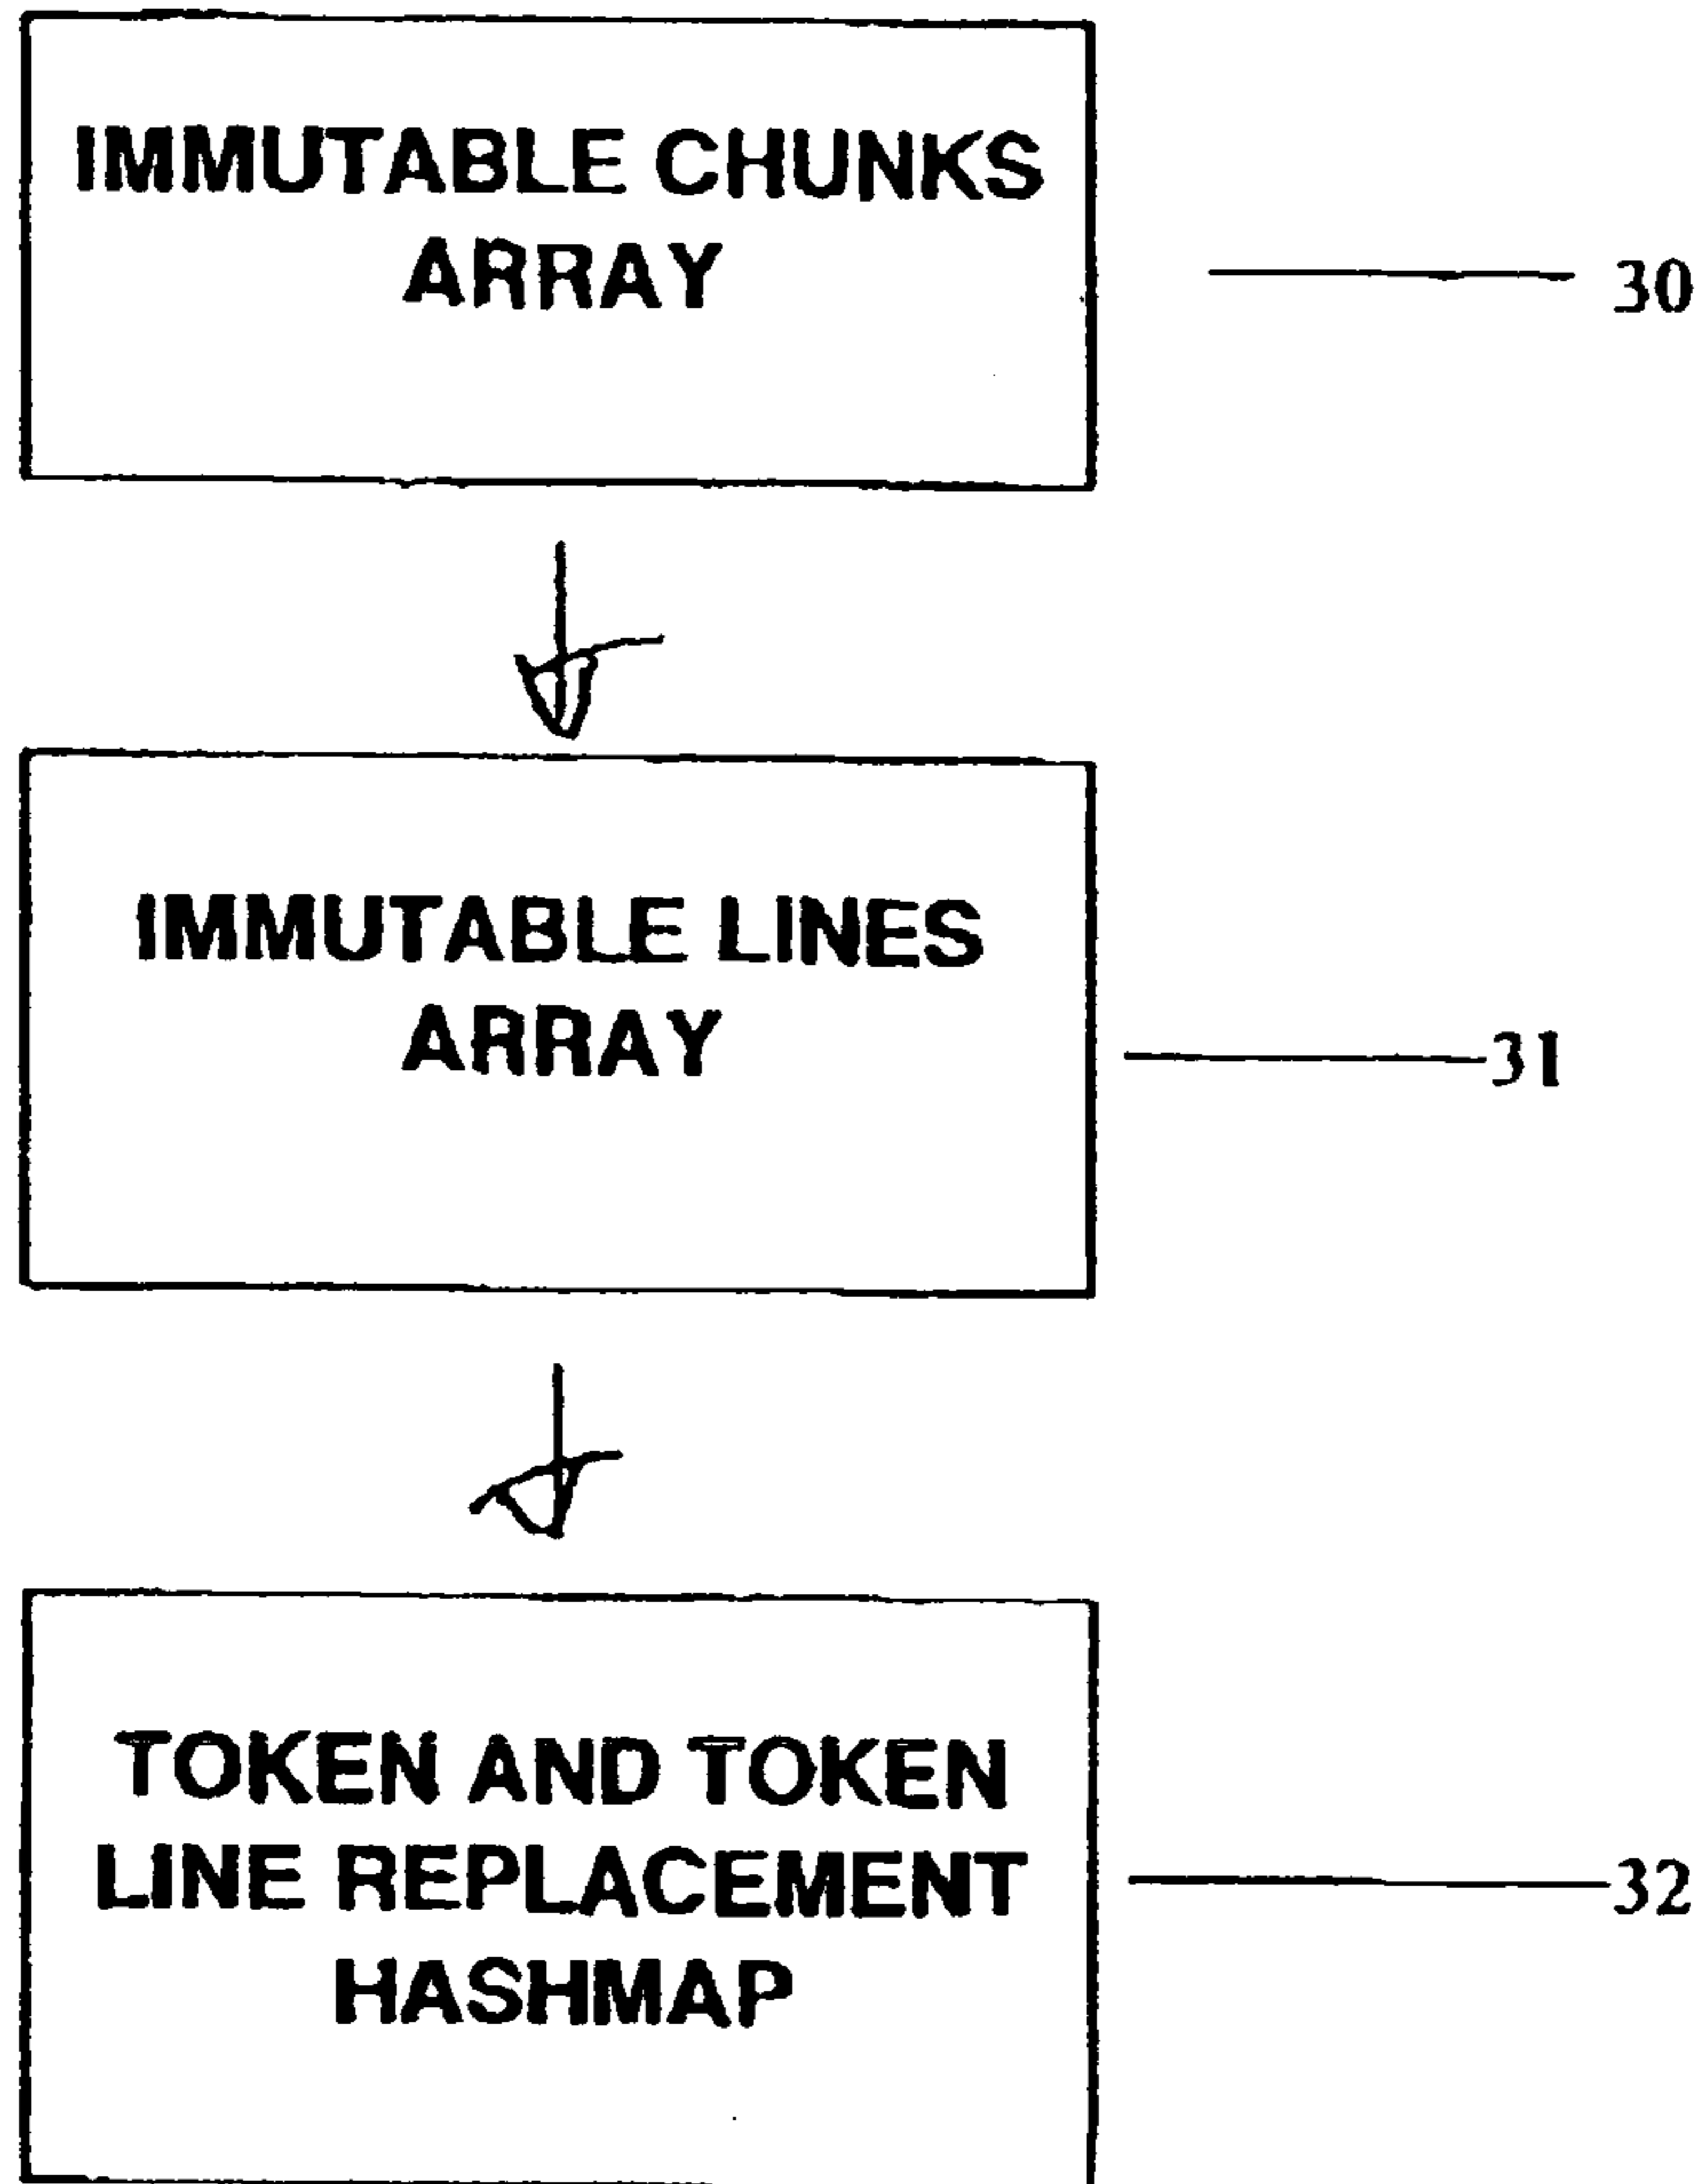 IMMUTABLE CHUNKS
ARRAY
30
IMMUTABLE LINES
ARRAY
31
TOKEN AND TOKEN
LINE REPLACEMENT
HASHMAP
32